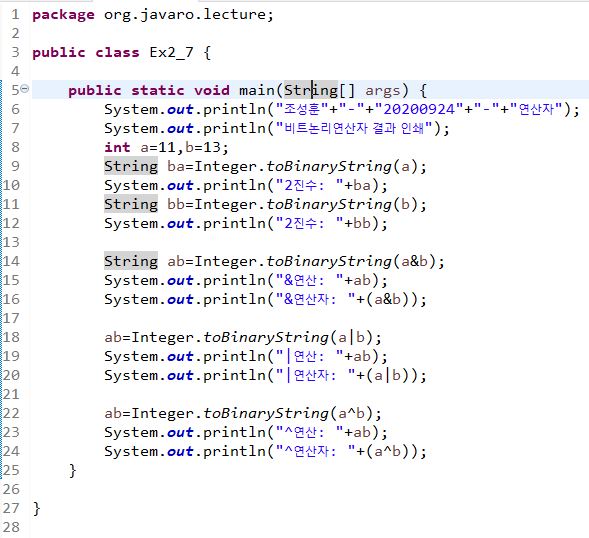 1 package org.javaro.lecture;
2
3 public class Ex2_7 {
4
5 public static void main(String[] args) {
6 System.out.println("조성훈"+"-"+"20200924"+"-"+"연산자");
7 System.out.println("비트논리연산자 결과 인쇄");
8 int a=11,b=13;
9 String ba=Integer.toBinaryString(a);
10 System.out.println("2진수: "+ba);
11 String bb=Integer.toBinaryString(b);
12 System.out.println("2진수: "+bb);
13
14 String ab=Integer.toBinaryString(a&b);
15 System.out.println("&연산: "+ab);
16 System.out.println("&연산자: "+(a&b));
17
18 ab=Integer.toBinaryString(a|b);
19 System.out.println("|연산: "+ab);
20 System.out.println("|연산자: "+(a|b));
21
22 ab=Integer.toBinaryString(a^b);
23 System.out.println("^연산: "+ab);
24 System.out.println("^연산자: "+(a^b));
25 }
26
27 }
28